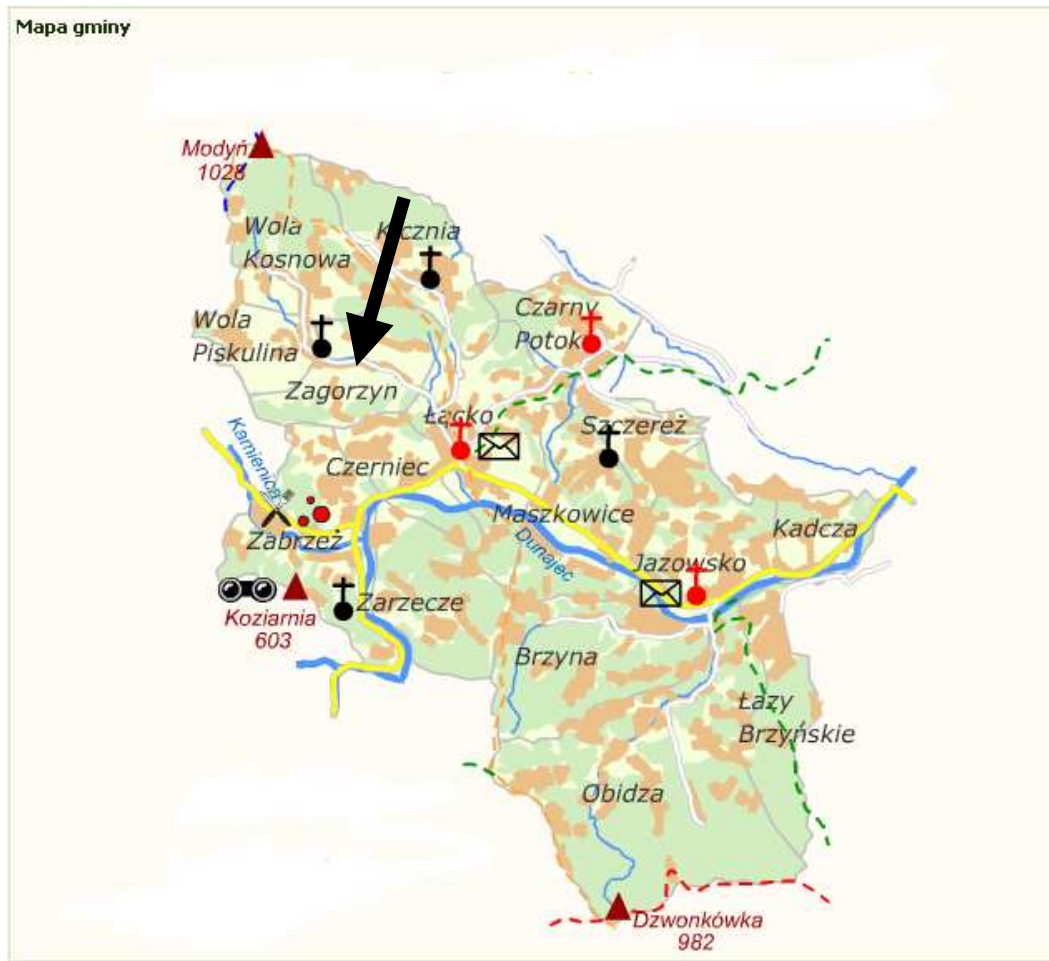 Mapa gminy
Modyń
1028
Wola
Kosnowa
Kicznia
Wola
Piskulina
Czarny
Potok
Zagorzyn
Łącko
Szczereż
Kamienica
Czerniec
Maszkowice
Kadcza
Zabrzeż
Dunajec
Jazowsko
Koziarnia
603
Zarzecze
Brzyna
Łazy
Brzyńskie
Obidza
Dzwonkówka
982